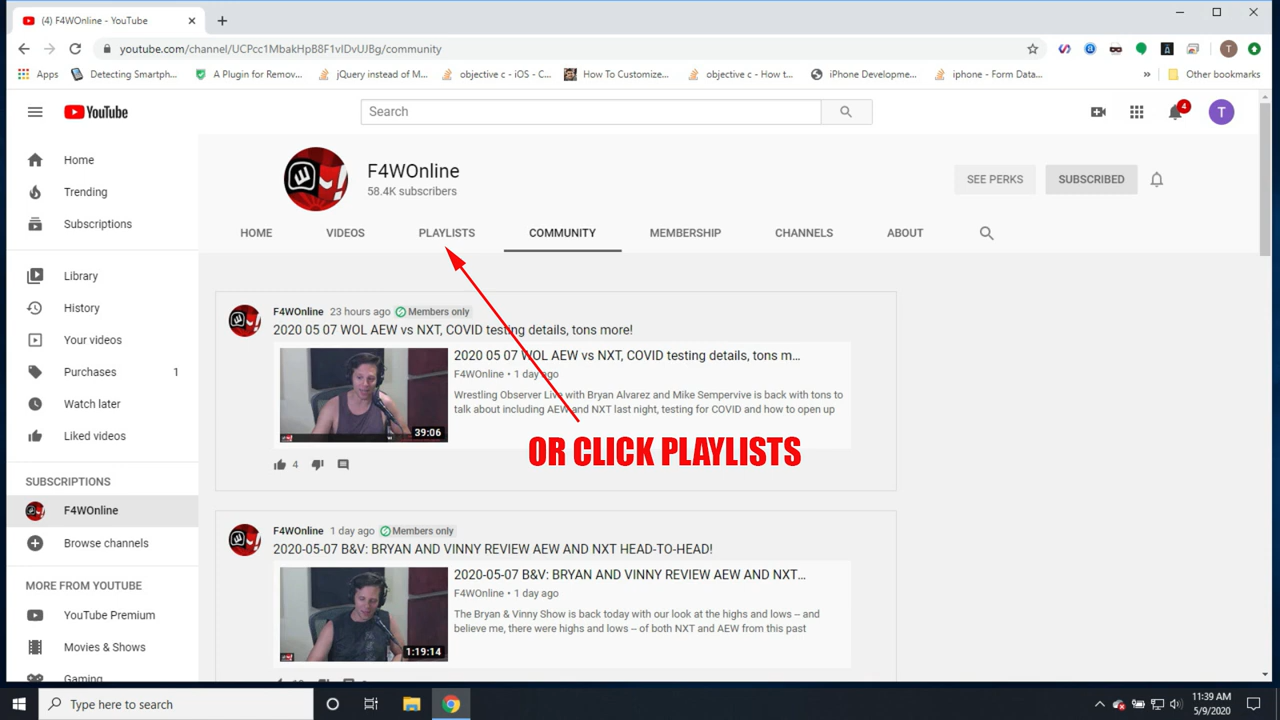 (4) F4WOnline - YouTube
youtube.com/channel/UCPcc1MbakHpB8F1vIDvUJBg/community
Apps
Detecting Smartph...
A Plugin for Remov...
jQuery instead of M...
objective c - iOS - C...
How To Customize...
objective c - How t...
iPhone Developme...
iphone - Form Data...
»
Other bookmarks
YouTube
Search
4
T
Home
Trending
Subscriptions
Library
History
Your videos
Purchases 1
Watch later
Liked videos
SUBSCRIPTIONS
F4WOnline
Browse channels
MORE FROM YOUTUBE
YouTube Premium
Movies & Shows
Gaming
F4WOnline
58.4K subscribers
SEE PERKS
SUBSCRIBED
HOME
VIDEOS
PLAYLISTS
COMMUNITY
MEMBERSHIP
CHANNELS
ABOUT
F4WOnline 23 hours ago Members only
2020 05 07 WOL AEW vs NXT, COVID testing details, tons more!
39:06
2020 05 07 WOL AEW vs NXT, COVID testing details, tons m...
F4WOnline • 1 day ago
Wrestling Observer Live with Bryan Alvarez and Mike Sempervive is back with tons to
talk about including AEW and NXT last night, testing for COVID and how to open up
4
OR CLICK PLAYLISTS
F4WOnline 1 day ago Members only
2020-05-07 B&V: BRYAN AND VINNY REVIEW AEW AND NXT HEAD-TO-HEAD!
1:19:14
2020-05-07 B&V: BRYAN AND VINNY REVIEW AEW AND NXT...
F4WOnline • 1 day ago
The Bryan & Vinny Show is back today with our look at the highs and lows -- and
believe me, there were highs and lows -- of both NXT and AEW from this past
Type here to search
11:39 AM
5/9/2020